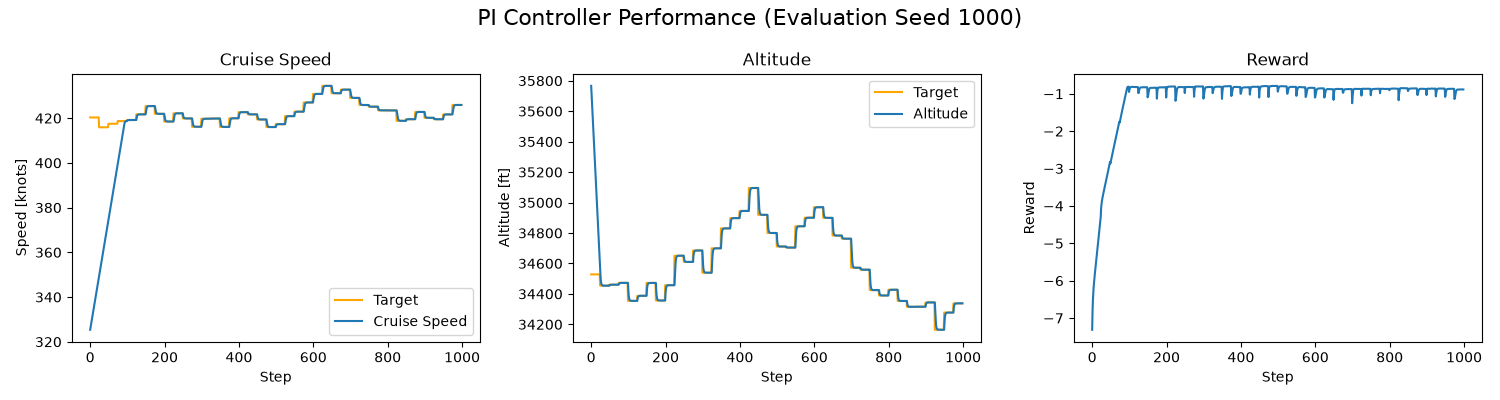 PI Controller Performance (Evaluation Seed 1000)
Cruise Speed
Speed [knots]
420
400
380
360
340
320
0 200 400 600 800 1000
Step
Target
Cruise Speed
Altitude
Altitude [ft]
35800
35600
35400
35200
35000
34800
34600
34400
34200
0 200 400 600 800 1000
Step
Target
Altitude
Reward
Reward
−1
−2
−3
−4
−5
−6
−7
0 200 400 600 800 1000
Step